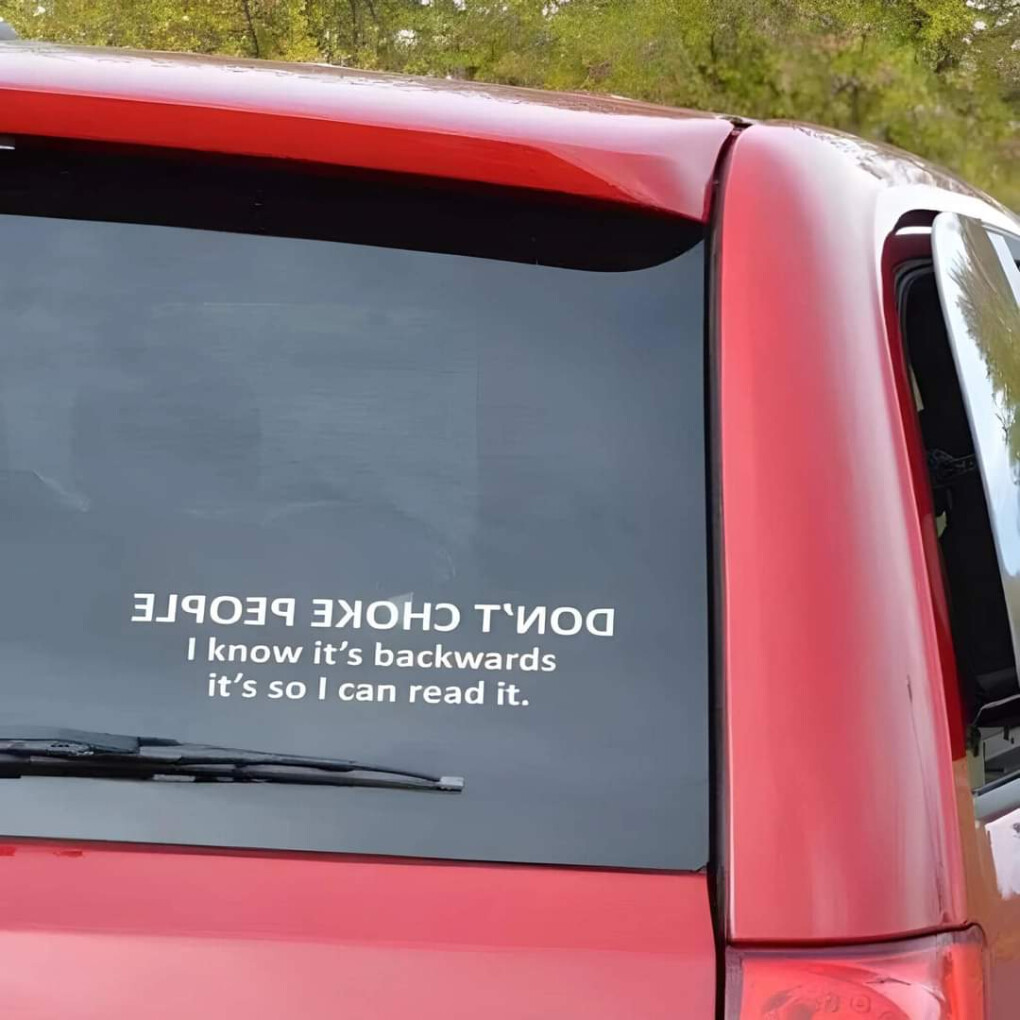 DON'T CHOKE PEOPLE
I know it's backwards
it's so I can read it.